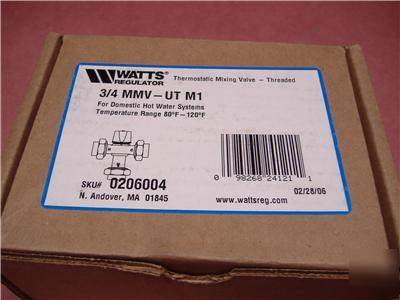 WATTS®
REGULATOR
Thermostatic Mixing Valve – Threaded
3/4 MMV – UT M1
For Domestic Hot Water Systems
Temperature Range 80°F – 120°F
SKU# 0206004
N. Andover, MA 01845
0 98268 24121 1
www.wattsreg.com
02/28/06